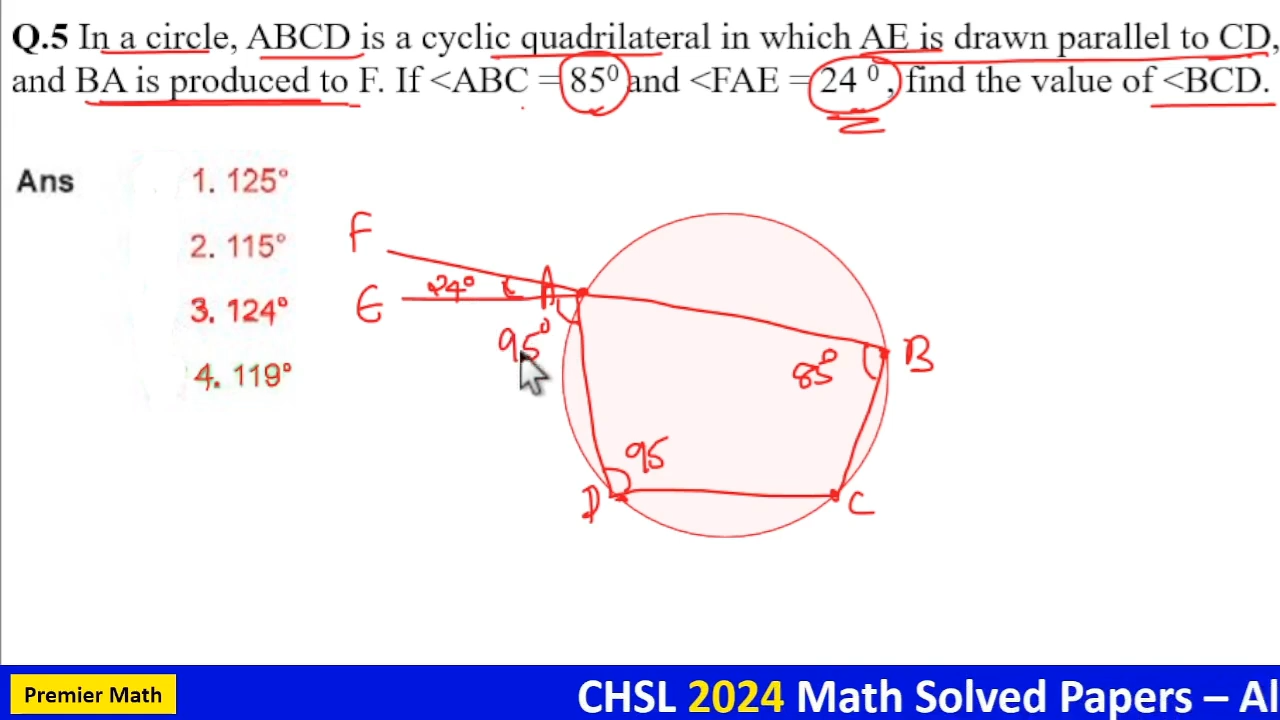 Q.5 In a circle, ABCD is a cyclic quadrilateral in which AE is drawn parallel to CD,
and BA is produced to F. If <ABC = 85⁰ and <FAE = 24 ⁰, find the value of <BCD.
Ans
1. 125°
2. 115°
3. 124°
4. 119°
F
E
24°
A
95°
85°
B
95
D
C
Premier Math
CHSL 2024 Math Solved Papers – Al